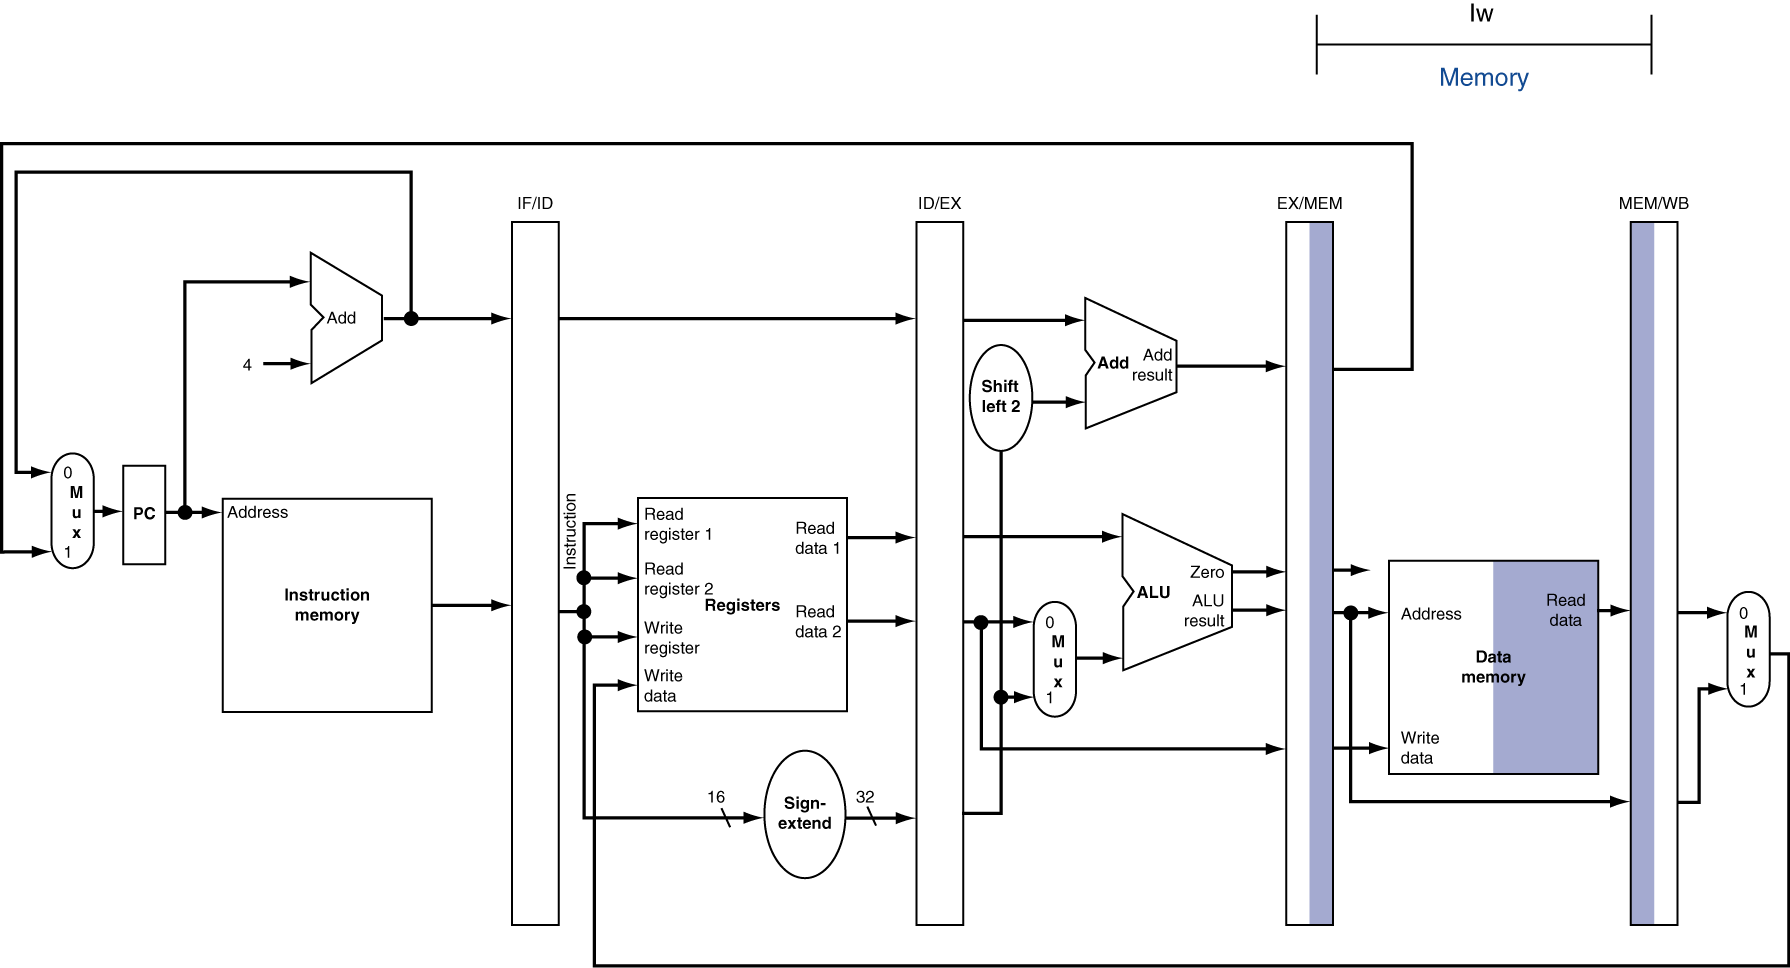 lw
Memory
IF/ID
ID/EX
EX/MEM
MEM/WB
Add
4
Add
Add
result
Shift
left 2
0
M
u
x
1
PC
Address
Instruction
memory
Instruction
Read
register 1
Read
register 2
Write
register
Write
data
Registers
Read
data 1
Read
data 2
16
Sign-
extend
32
0
M
u
x
1
ALU
Zero
ALU
result
Address
Read
data
Data
memory
Write
data
0
M
u
x
1